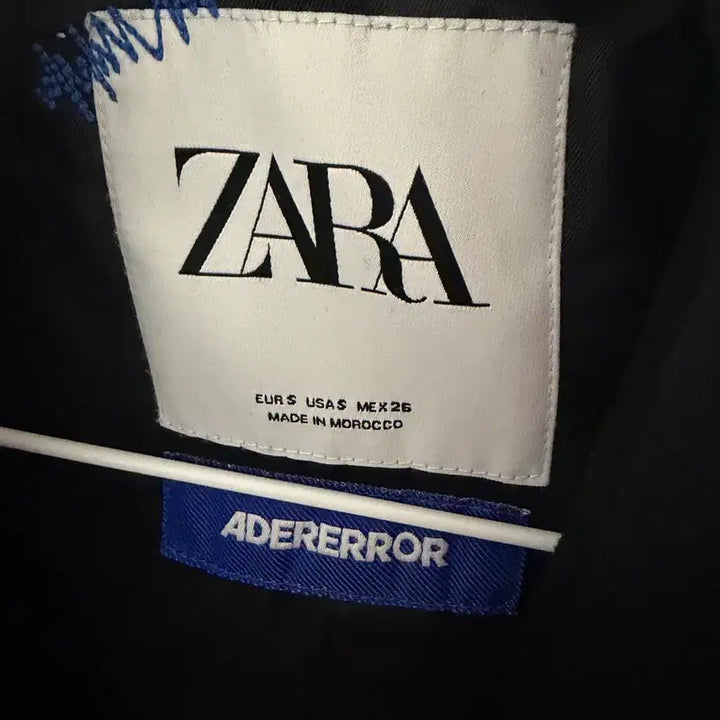 ZARA
EUR S USA S MEX 26
MADE IN MOROCCO
ADERERROR